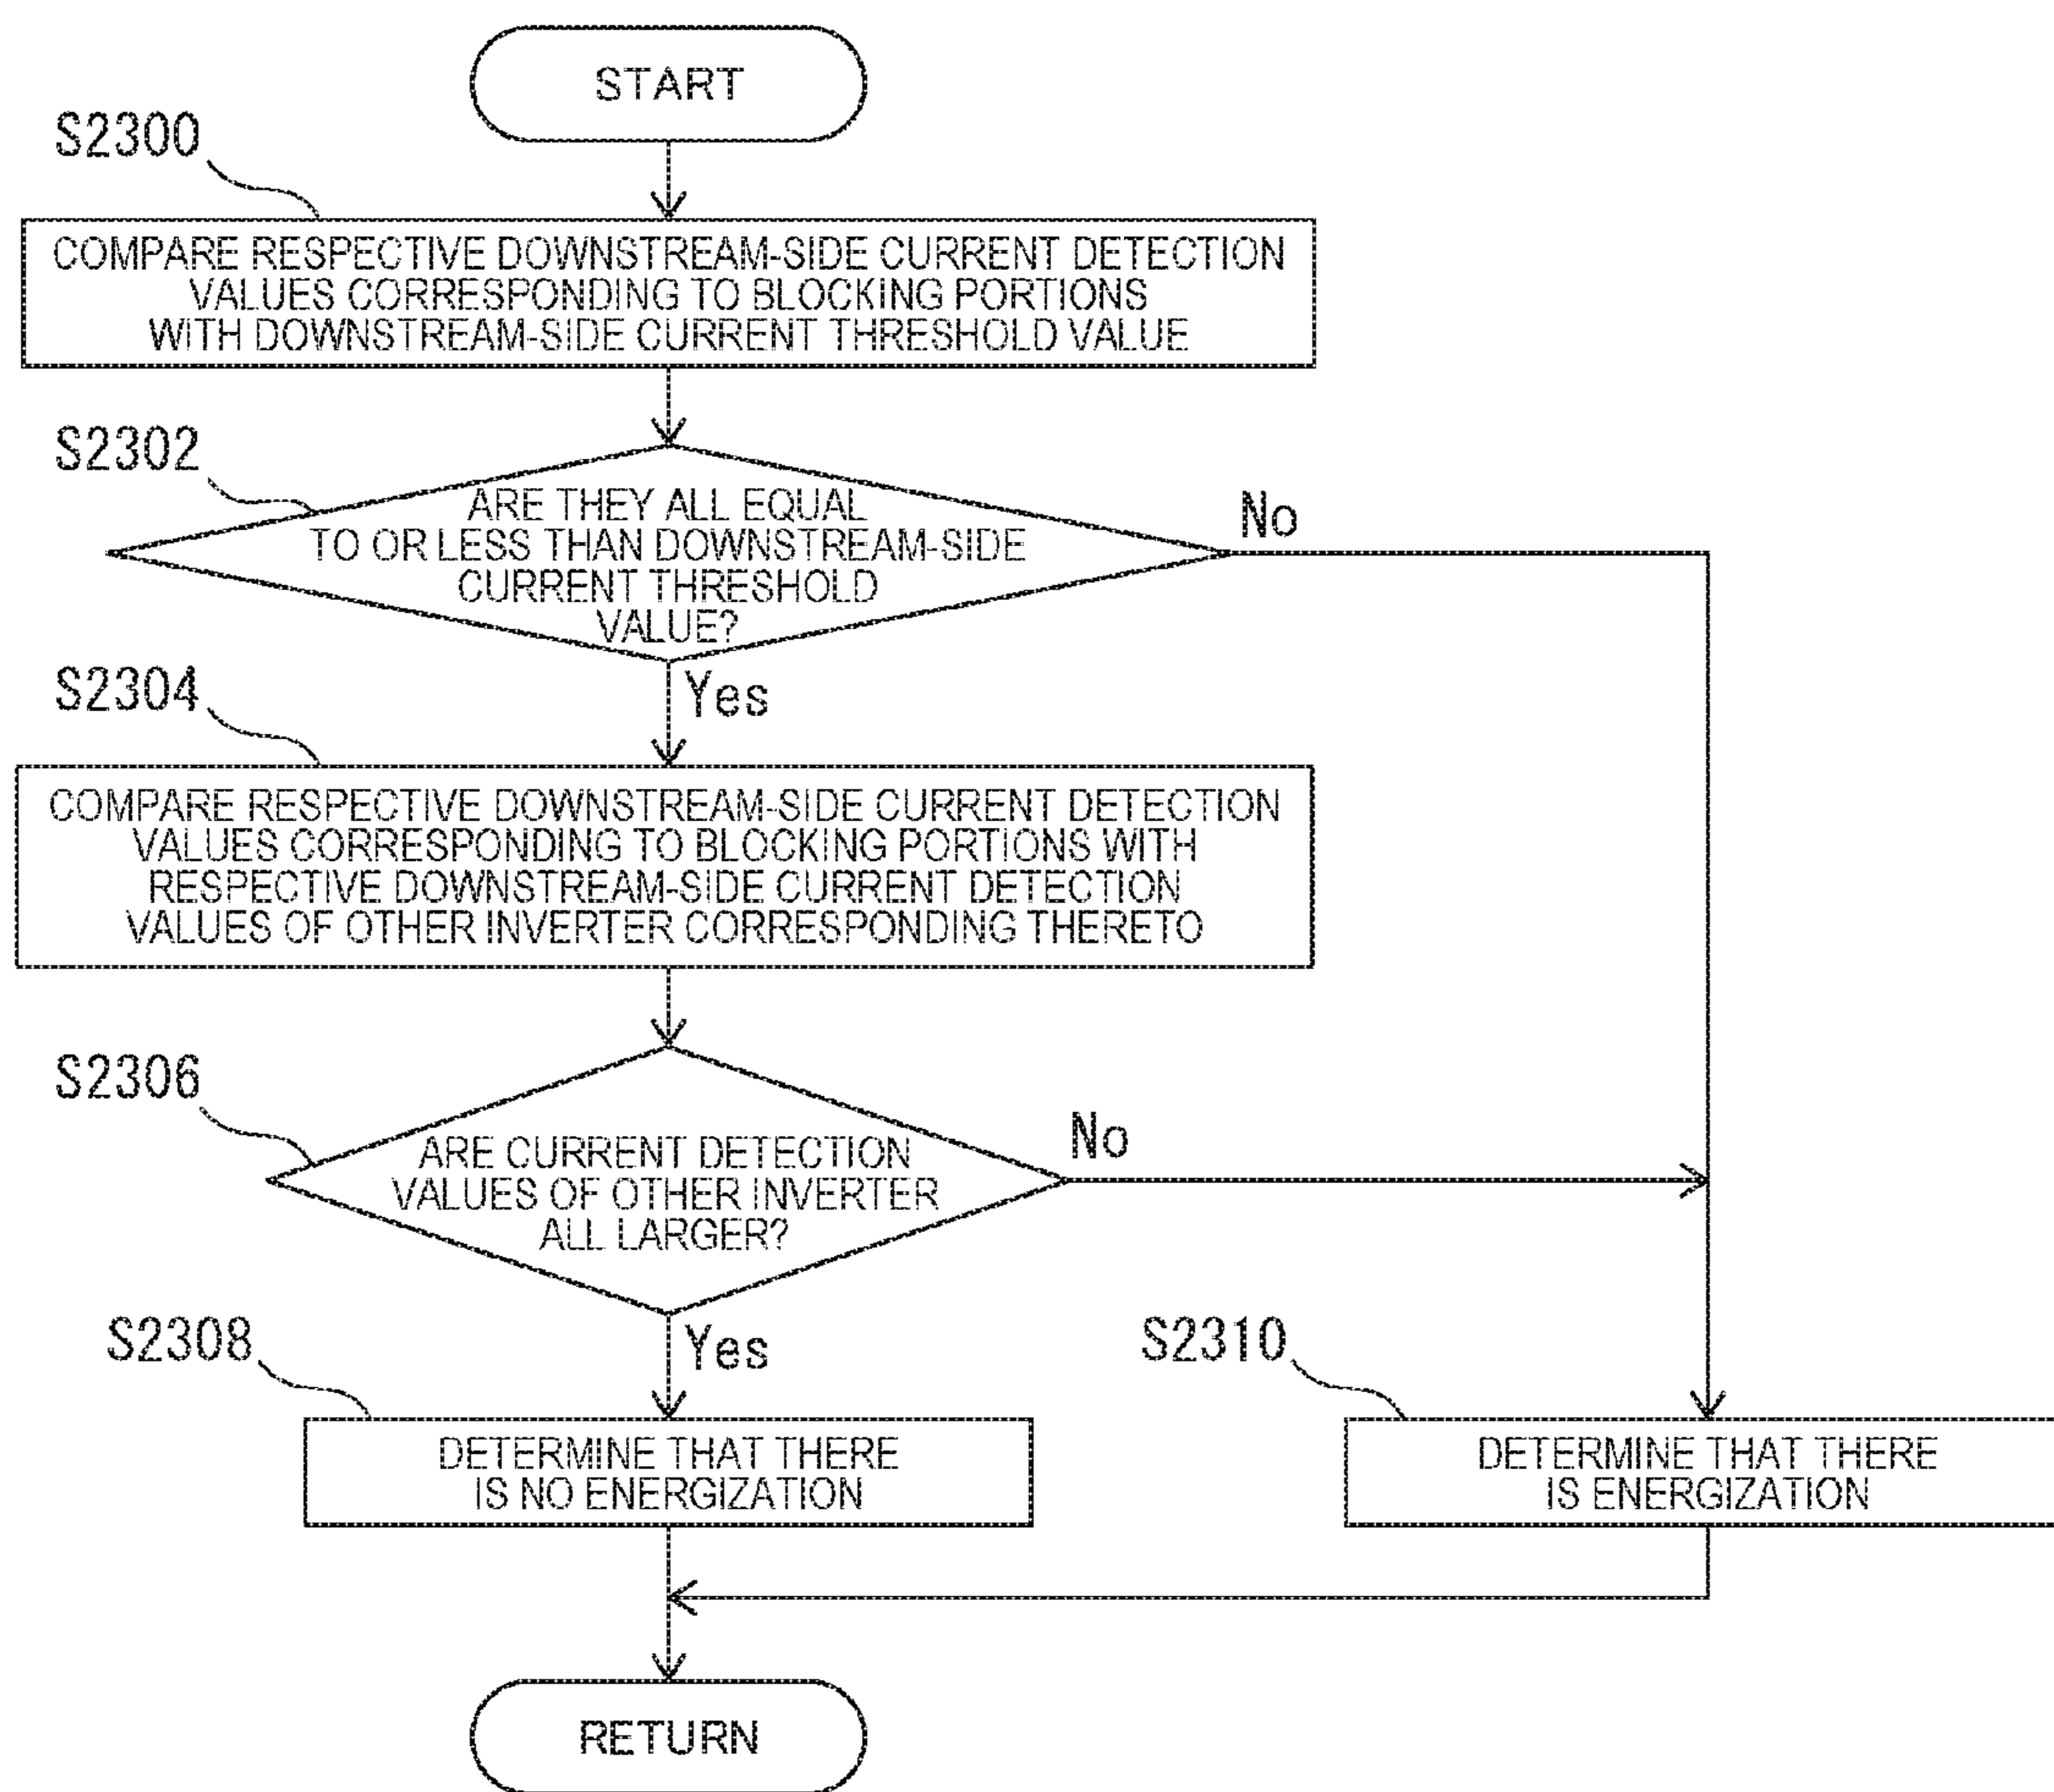 START
S2300
COMPARE RESPECTIVE DOWNSTREAM-SIDE CURRENT DETECTION
VALUES CORRESPONDING TO BLOCKING PORTIONS
WITH DOWNSTREAM-SIDE CURRENT THRESHOLD VALUE
S2302
ARE THEY ALL EQUAL
TO OR LESS THAN DOWNSTREAM-SIDE
CURRENT THRESHOLD
VALUE?
No
Yes
S2304
COMPARE RESPECTIVE DOWNSTREAM-SIDE CURRENT DETECTION
VALUES CORRESPONDING TO BLOCKING PORTIONS WITH
RESPECTIVE DOWNSTREAM-SIDE CURRENT DETECTION
VALUES OF OTHER INVERTER CORRESPONDING THERETO
S2306
ARE CURRENT DETECTION
VALUES OF OTHER INVERTER
ALL LARGER?
No
Yes
S2308
DETERMINE THAT THERE
IS NO ENERGIZATION
S2310
DETERMINE THAT THERE
IS ENERGIZATION
RETURN